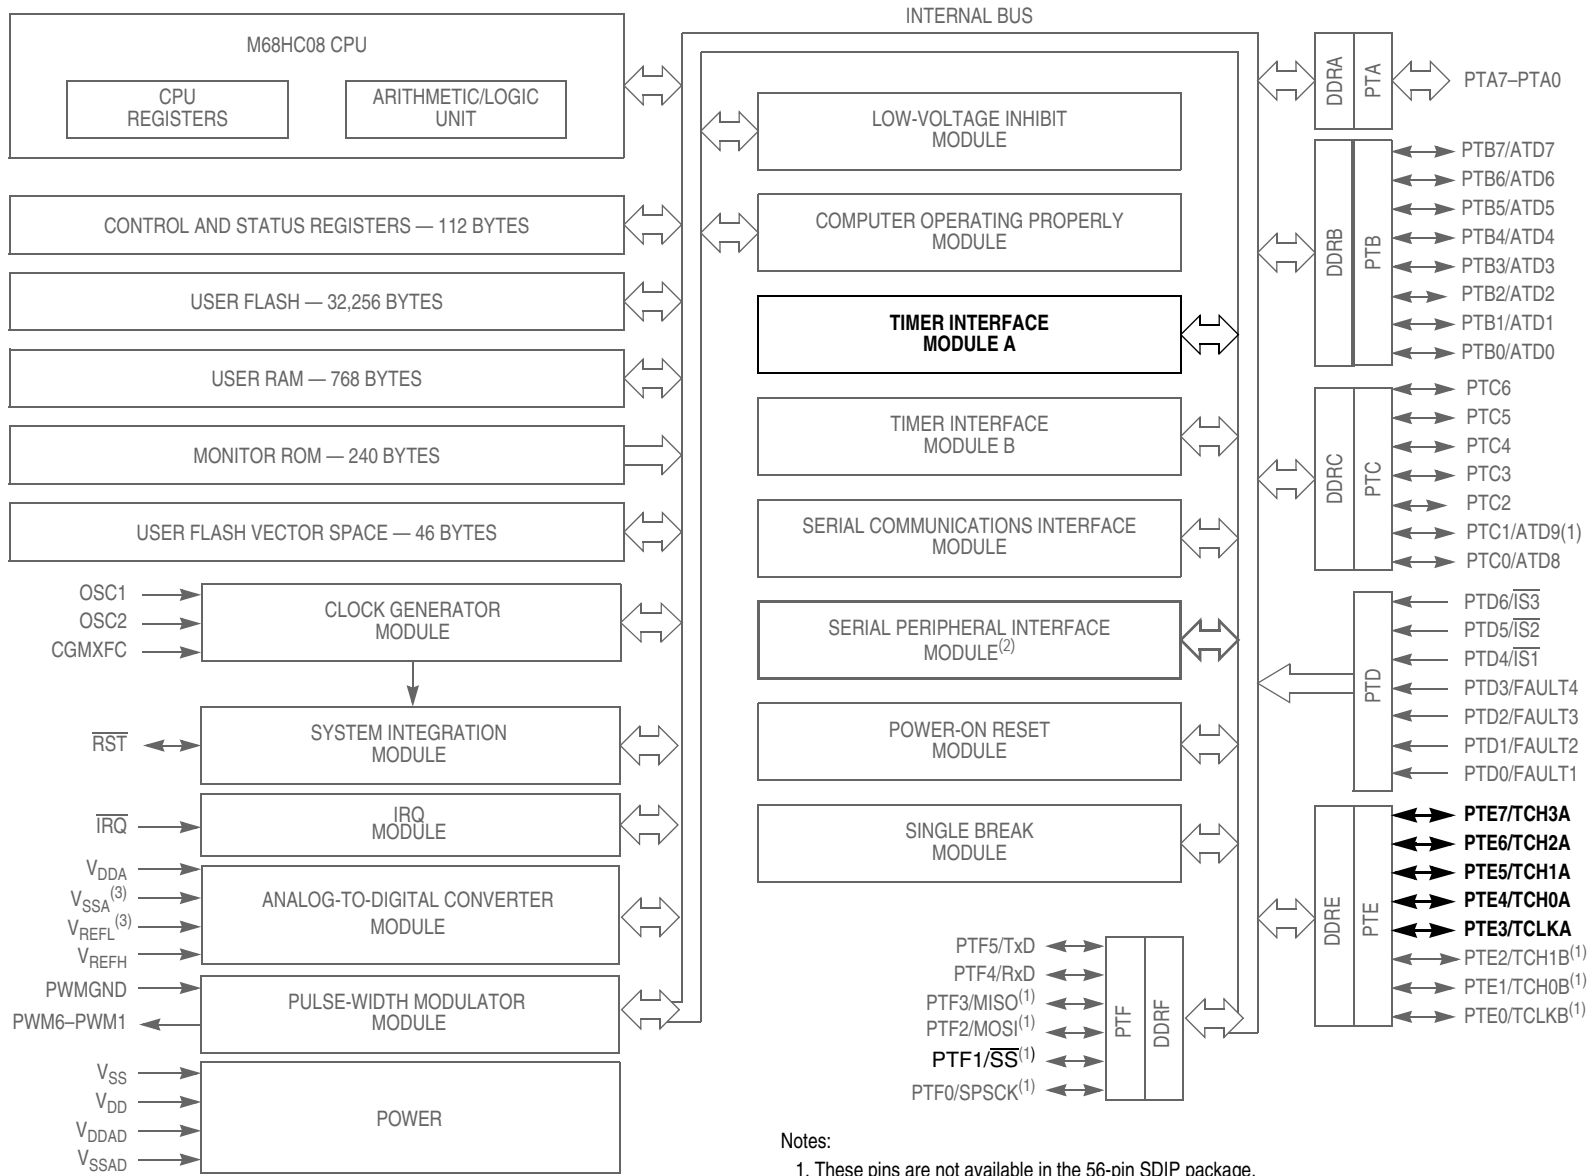 INTERNAL BUS
M68HC08 CPU
CPU
REGISTERS
ARITHMETIC/LOGIC
UNIT
CONTROL AND STATUS REGISTERS — 112 BYTES
USER FLASH — 32,256 BYTES
USER RAM — 768 BYTES
MONITOR ROM — 240 BYTES
USER FLASH VECTOR SPACE — 46 BYTES
OSC1
OSC2
CGMXFC
CLOCK GENERATOR
MODULE
RST
SYSTEM INTEGRATION
MODULE
IRQ
IRQ
MODULE
VDDA
VSSA(3)
VREFL(3)
VREFH
ANALOG-TO-DIGITAL CONVERTER
MODULE
PWMGND
PWM6–PWM1
PULSE-WIDTH MODULATOR
MODULE
VSS
VDD
VDDAD
VSSAD
POWER
LOW-VOLTAGE INHIBIT
MODULE
COMPUTER OPERATING PROPERLY
MODULE
TIMER INTERFACE
MODULE A
TIMER INTERFACE
MODULE B
SERIAL COMMUNICATIONS INTERFACE
MODULE
SERIAL PERIPHERAL INTERFACE
MODULE(2)
POWER-ON RESET
MODULE
SINGLE BREAK
MODULE
PTF5/TxD
PTF4/RxD
PTF3/MISO(1)
PTF2/MOSI(1)
PTF1/SS(1)
PTF0/SPSCK(1)
PTF
DDRF
DDRA
PTA
PTA7–PTA0
DDRB
PTB
PTB7/ATD7
PTB6/ATD6
PTB5/ATD5
PTB4/ATD4
PTB3/ATD3
PTB2/ATD2
PTB1/ATD1
PTB0/ATD0
DDRC
PTC
PTC6
PTC5
PTC4
PTC3
PTC2
PTC1/ATD9(1)
PTC0/ATD8
PTD
PTD6/IS3
PTD5/IS2
PTD4/IS1
PTD3/FAULT4
PTD2/FAULT3
PTD1/FAULT2
PTD0/FAULT1
DDRE
PTE
PTE7/TCH3A
PTE6/TCH2A
PTE5/TCH1A
PTE4/TCH0A
PTE3/TCLKA
PTE2/TCH1B(1)
PTE1/TCH0B(1)
PTE0/TCLKB(1)
Notes:
1. These pins are not available in the 56-pin SDIP package.